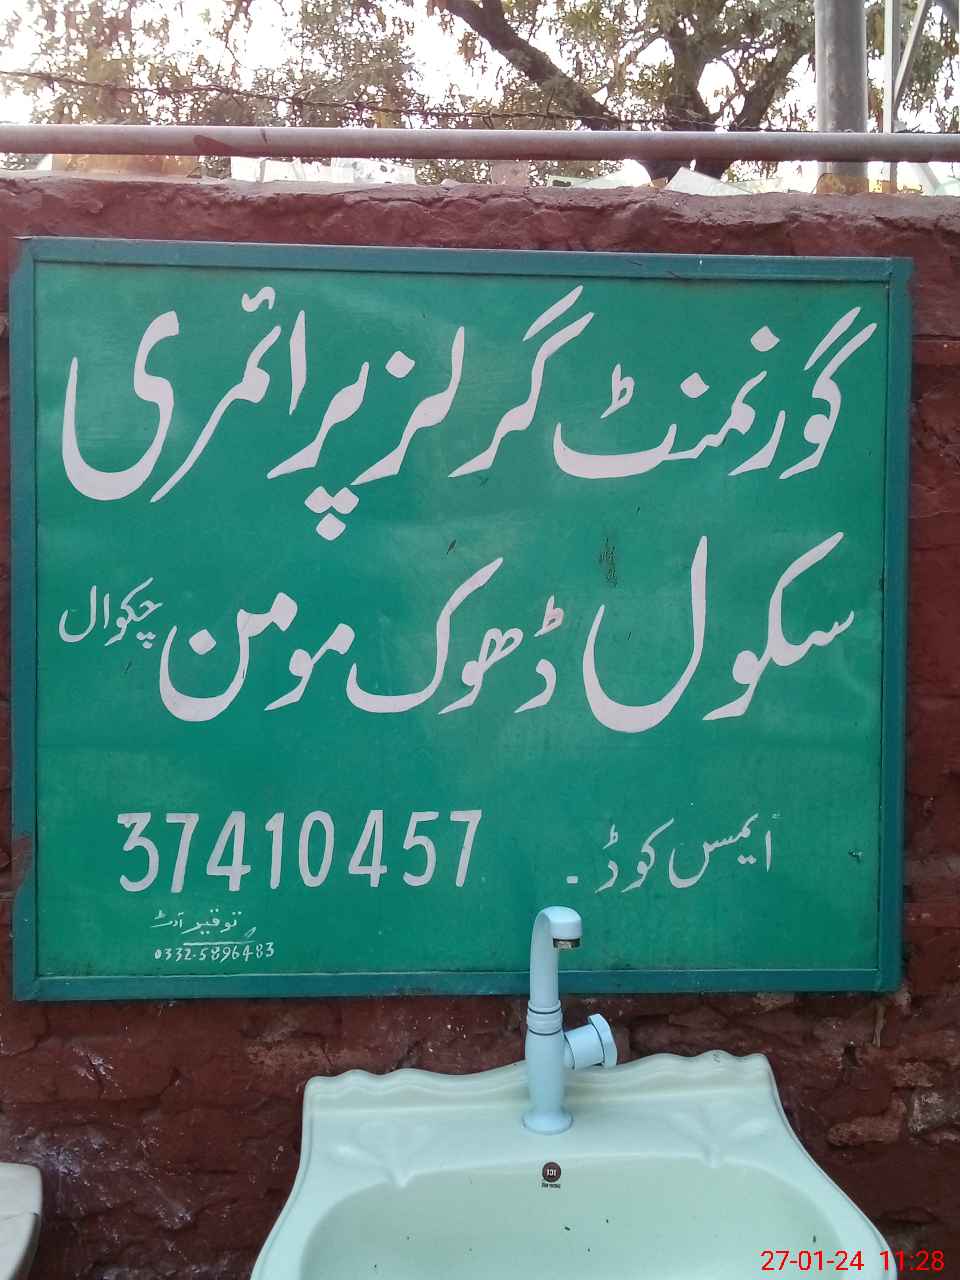 گورنمنٹ گرلز پرائمری
سکول ڈھوک مومن چکوال
ایمس کوڈ - 37410457
توقیر آرٹ
0332-5896483
ICI
27-01-24 11:28